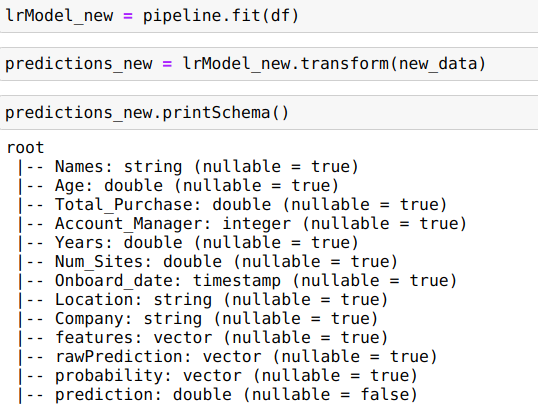 lrModel_new = pipeline.fit(df)
predictions_new = lrModel_new.transform(new_data)
predictions_new.printSchema()
root
 |-- Names: string (nullable = true)
 |-- Age: double (nullable = true)
 |-- Total_Purchase: double (nullable = true)
 |-- Account_Manager: integer (nullable = true)
 |-- Years: double (nullable = true)
 |-- Num_Sites: double (nullable = true)
 |-- Onboard_date: timestamp (nullable = true)
 |-- Location: string (nullable = true)
 |-- Company: string (nullable = true)
 |-- features: vector (nullable = true)
 |-- rawPrediction: vector (nullable = true)
 |-- probability: vector (nullable = true)
 |-- prediction: double (nullable = false)